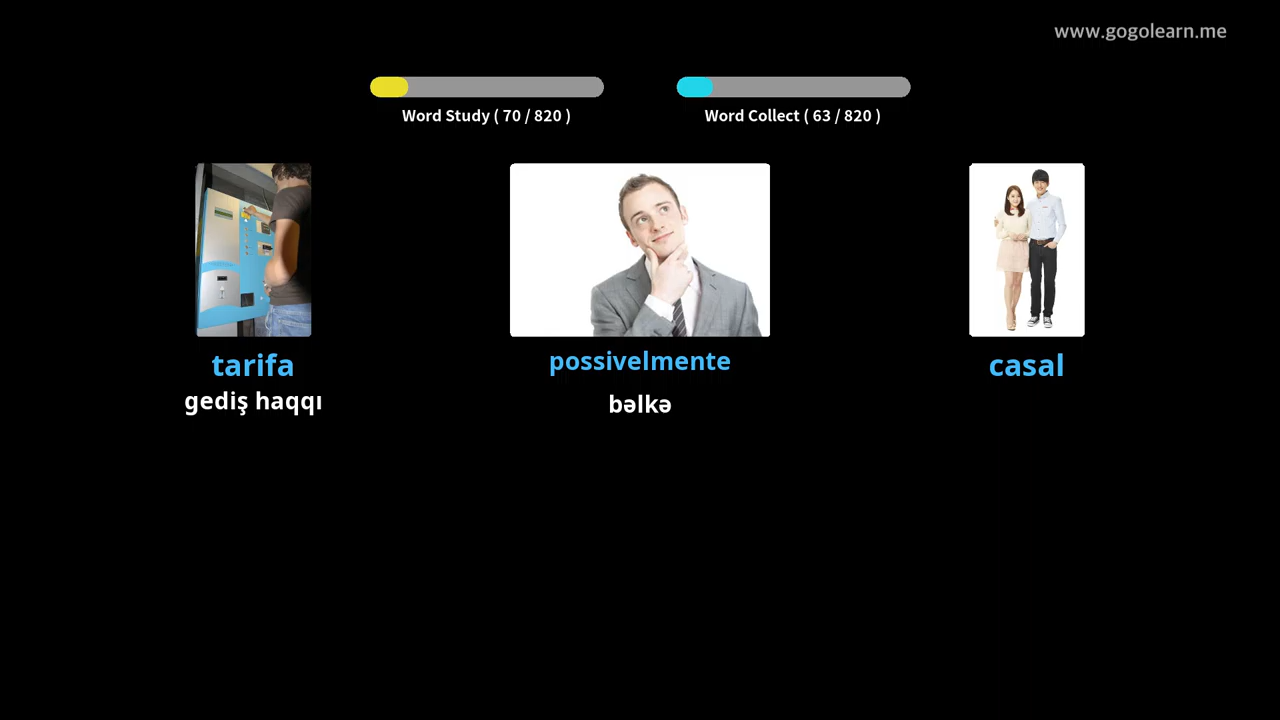 www.gogolearn.me
Word Study ( 70 / 820 )
Word Collect ( 63 / 820 )
tarifa
gediş haqqı
possivelmente
bəlkə
casal